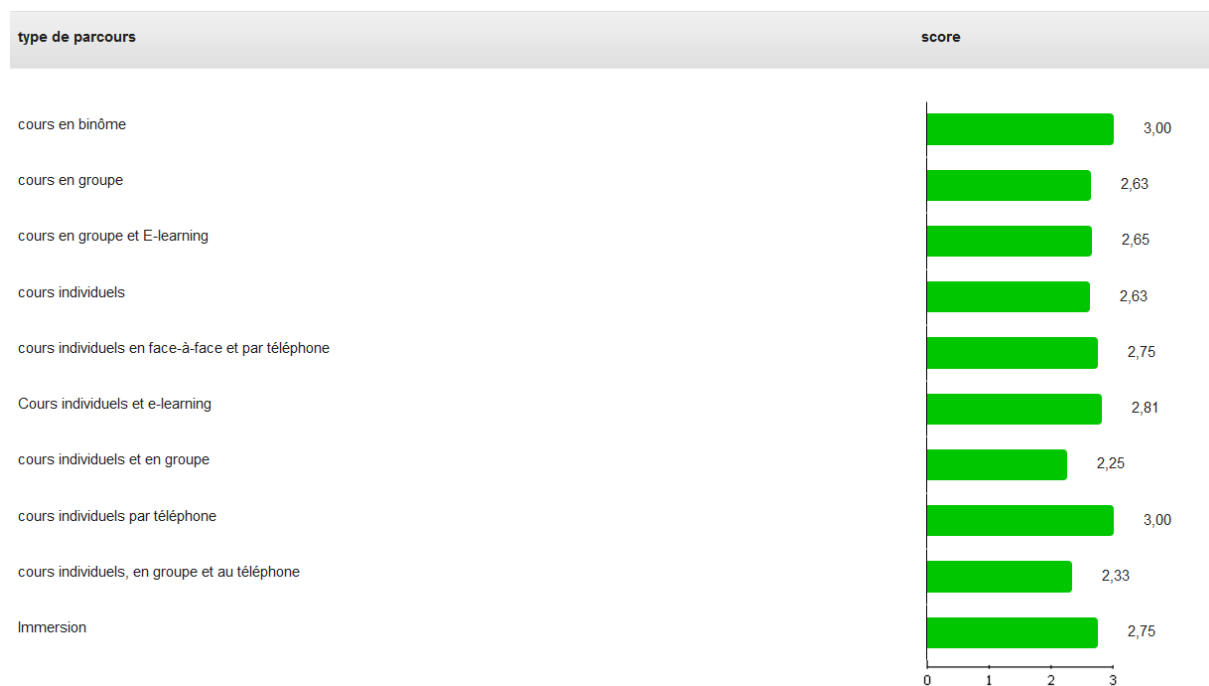 type de parcours score
cours en binôme 3,00
cours en groupe 2,63
cours en groupe et E-learning 2,65
cours individuels 2,63
cours individuels en face-à-face et par téléphone 2,75
Cours individuels et e-learning 2,81
cours individuels et en groupe 2,25
cours individuels par téléphone 3,00
cours individuels, en groupe et au téléphone 2,33
Immersion 2,75
0 1 2 3